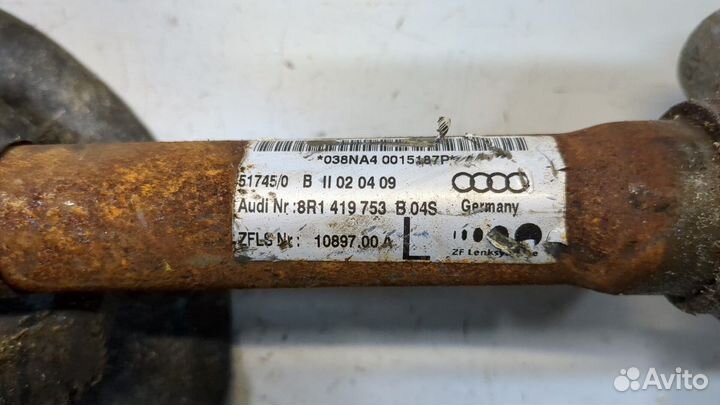 *038NA4 0015187P*
51745/0 B II 02 04 09
Audi Nr.:8R1 419 753 B 04S Germany
ZFLS Nr.: 10897.00 A L
ZF
Avito